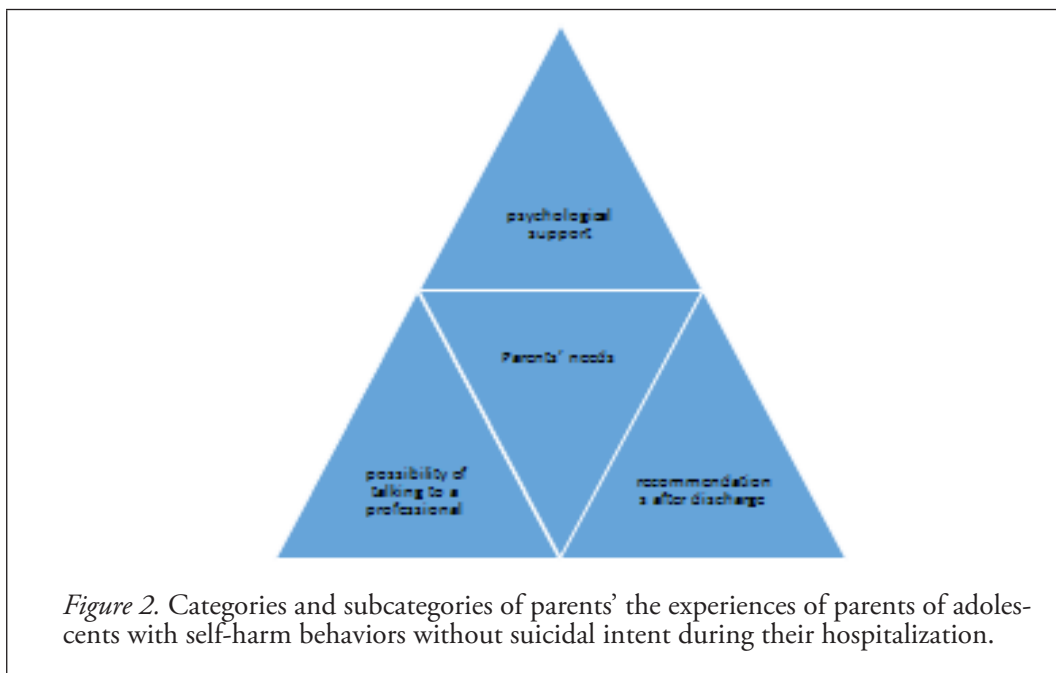 psychological
support
Parents' needs
possibility of
talking to a
professional
recommendation
s after discharge
Figure 2. Categories and subcategories of parents' the experiences of parents of adoles-
cents with self-harm behaviors without suicidal intent during their hospitalization.